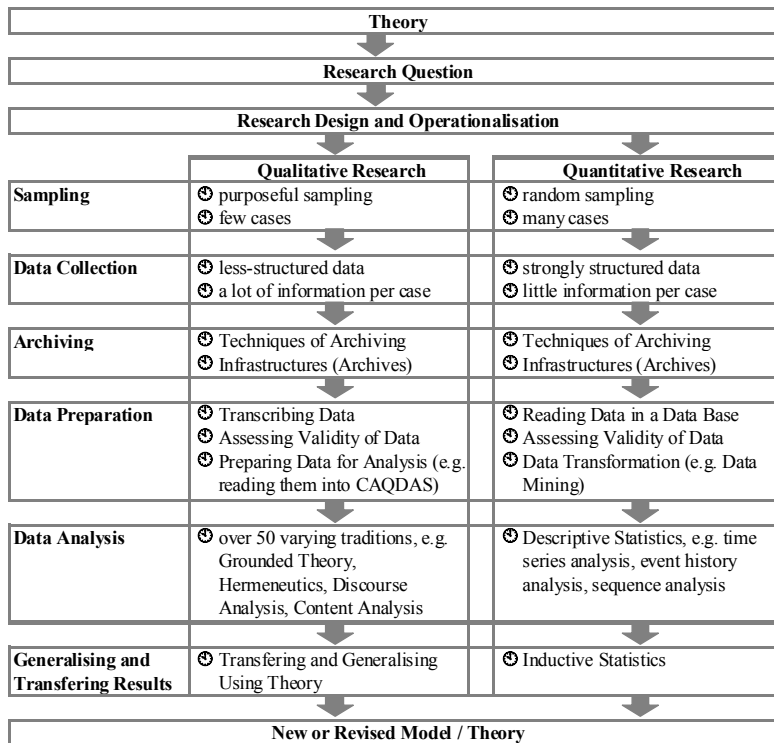 Theory
Research Question
Research Design and Operationalisation
Qualitative Research
Quantitative Research
Sampling
purposeful sampling
few cases
random sampling
many cases
Data Collection
less-structured data
a lot of information per case
strongly structured data
little information per case
Archiving
Techniques of Archiving
Infrastructures (Archives)
Techniques of Archiving
Infrastructures (Archives)
Data Preparation
Transcribing Data
Assessing Validity of Data
Preparing Data for Analysis (e.g.
reading them into CAQDAS)
Reading Data in a Data Base
Assessing Validity of Data
Data Transformation (e.g. Data
Mining)
Data Analysis
over 50 varying traditions, e.g.
Grounded Theory,
Hermeneutics, Discourse
Analysis, Content Analysis
Descriptive Statistics, e.g. time
series analysis, event history
analysis, sequence analysis
Generalising and
Transfering Results
Transfering and Generalising
Using Theory
Inductive Statistics
New or Revised Model / Theory